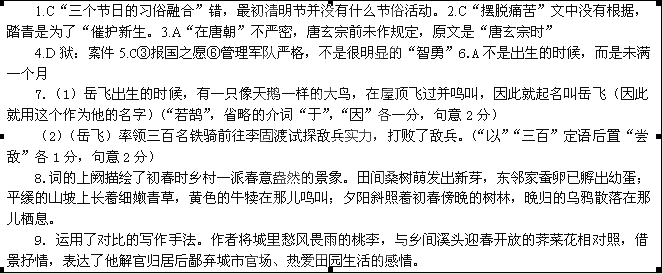 1.C“三个节日的习俗融合”错，最初清明节并没有什么节俗活动。2.C“摆脱痛苦”文中没有根据，
踏青是为了“催护新生。3.A“在唐朝”不严密，唐玄宗前未作规定，原文是“唐玄宗时”
4.D 狱：案件 5.C③报国之愿⑥管理军队严格，不是很明显的“智勇”6.A 不是出生的时候，而是未满
一个月
7.（1）岳飞出生的时候，有一只像天鹅一样的大鸟，在屋顶飞过并鸣叫，因此就起名叫岳飞（因此
就用这个作为他的名字）（“若鹄”，省略的介词“于”，“因”各一分，句意 2 分）
（2）（岳飞）率领三百名铁骑前往李固渡试探敌兵实力，打败了敌兵。（“以”“三百”定语后置“尝
敌”各 1 分，句意 2 分）
8.词的上阕描绘了初春时乡村一派春意盎然的景象。田间桑树萌发出新芽，东邻家蚕卵已孵出幼蚕；
平缓的山坡上长着细嫩青草，黄色的牛犊在那儿鸣叫；夕阳斜照着初春傍晚的树林，晚归的乌鸦散落在那
儿栖息。
9. 运用了对比的写作手法。作者将城里愁风畏雨的桃李，与乡间溪头迎春开放的荠菜花相对照，借
景抒情，表达了他解官归居后鄙弃城市官场、热爱田园生活的感情。